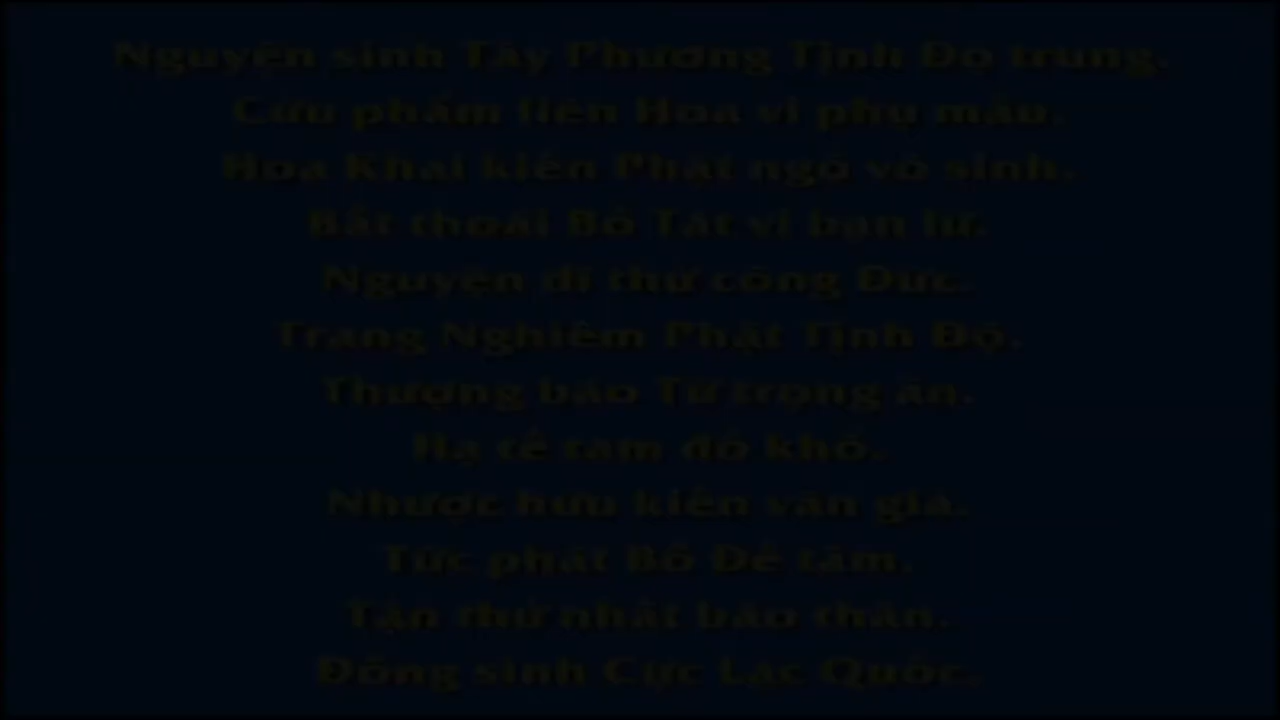 Nguyện sinh Tây Phương Tịnh Độ trung.
Cửu phẩm liên Hoa vi phụ mẫu.
Hoa Khai kiến Phật ngộ vô sinh.
Bất thoái Bồ Tát vi bạn lữ.
Nguyện dĩ thử công Đức.
Trang Nghiêm Phật Tịnh Độ.
Thượng báo Tứ trọng ân.
Hạ tế tam đồ khổ.
Nhược hữu kiến văn giả.
Tức phát Bồ Đề tâm.
Tận thử nhất báo thân.
Đồng sinh Cực Lạc Quốc.